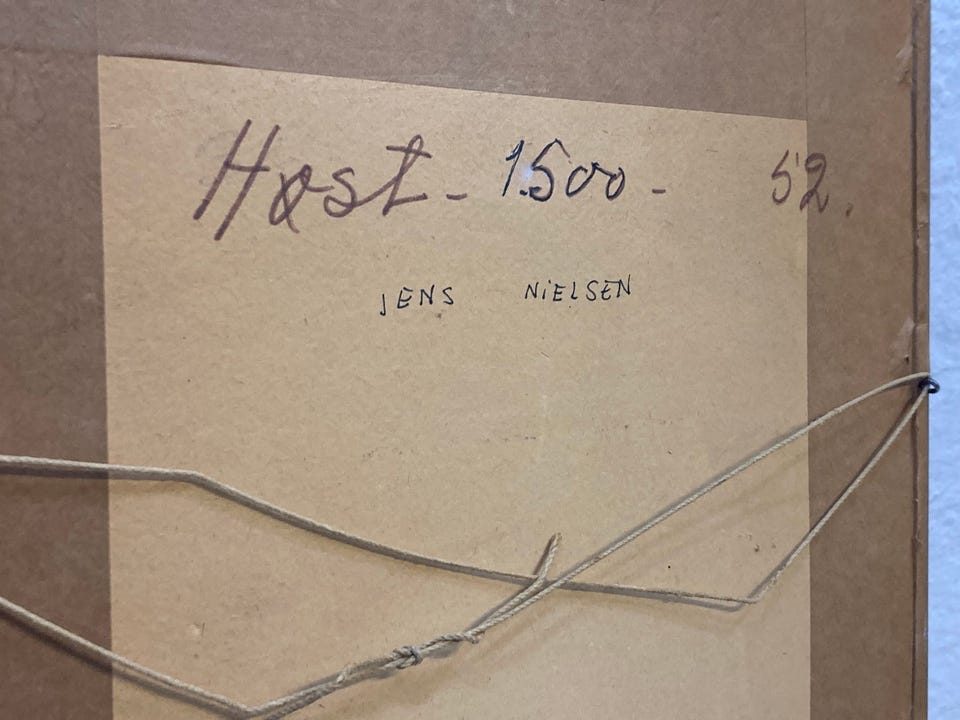 Høst - 1.500 - 52.
JENS NIELSEN